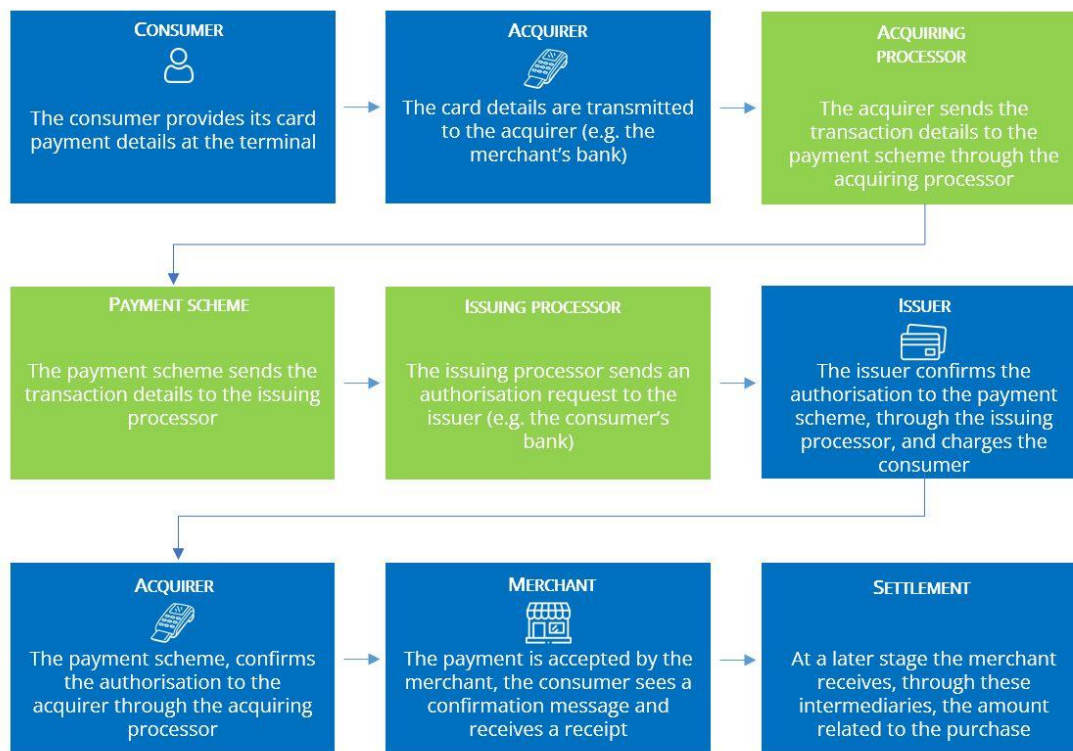 CONSUMER
The consumer provides its card
payment details at the terminal
ACQUIRER
The card details are transmitted
to the acquirer (e.g. the
merchant's bank)
ACQUIRING
PROCESSOR
The acquirer sends the
transaction details to the
payment scheme through the
acquiring processor
PAYMENT SCHEME
The payment scheme sends the
transaction details to the issuing
processor
ISSUING PROCESSOR
The issuing processor sends an
authorisation request to the
issuer (e.g. the consumer's
bank)
ISSUER
The issuer confirms the
authorisation to the payment
scheme, through the issuing
processor, and charges the
consumer
ACQUIRER
The payment scheme, confirms
the authorisation to the
acquirer through the acquiring
processor
MERCHANT
The payment is accepted by the
merchant, the consumer sees a
confirmation message and
receives a receipt
SETTLEMENT
At a later stage the merchant
receives, through these
intermediaries, the amount
related to the purchase